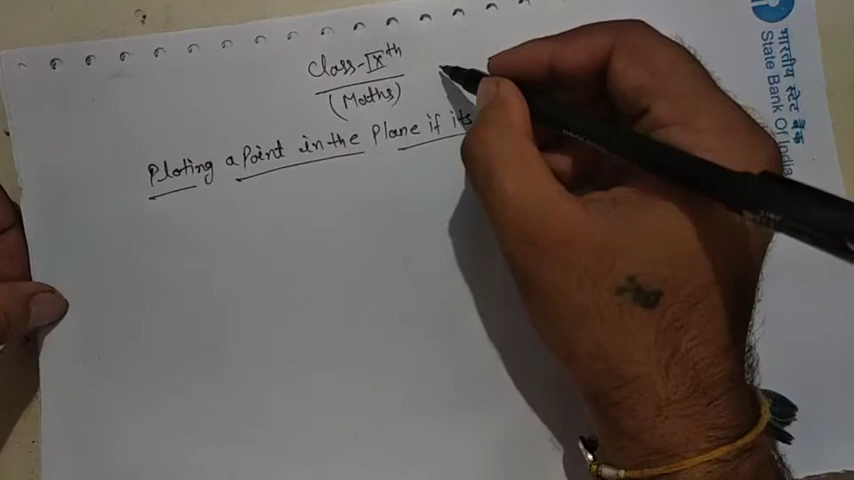 Class-IXth
(Maths)
Ploting a Point in the Plane if its
भारतीय स्टेट बैंक
State Bank Of India